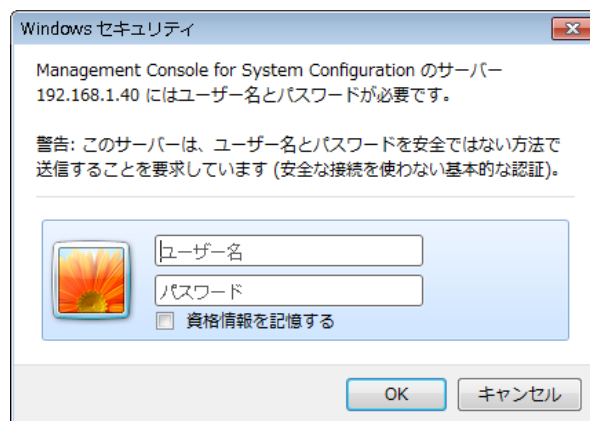 Windows セキュリティ
Management Console for System Configuration のサーバー
192.168.1.40 にはユーザー名とパスワードが必要です。
警告: このサーバーは、ユーザー名とパスワードを安全ではない方法で
送信することを要求しています (安全な接続を使わない基本的な認証)。
ユーザー名
パスワード
資格情報を記憶する
OK
キャンセル